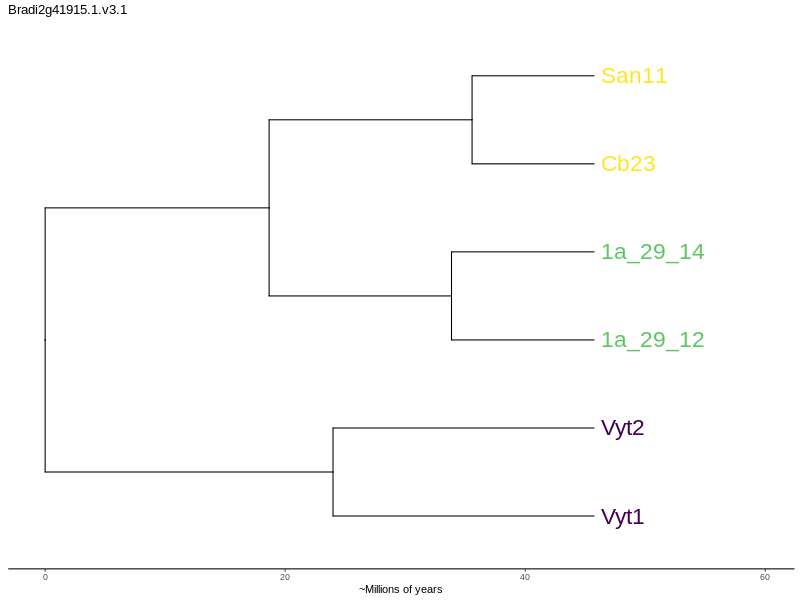 Bradi2g41915.1.v3.1
San11
Cb23
1a_29_14
1a_29_12
Vyt2
Vyt1
0 20 40 60
~Millions of years